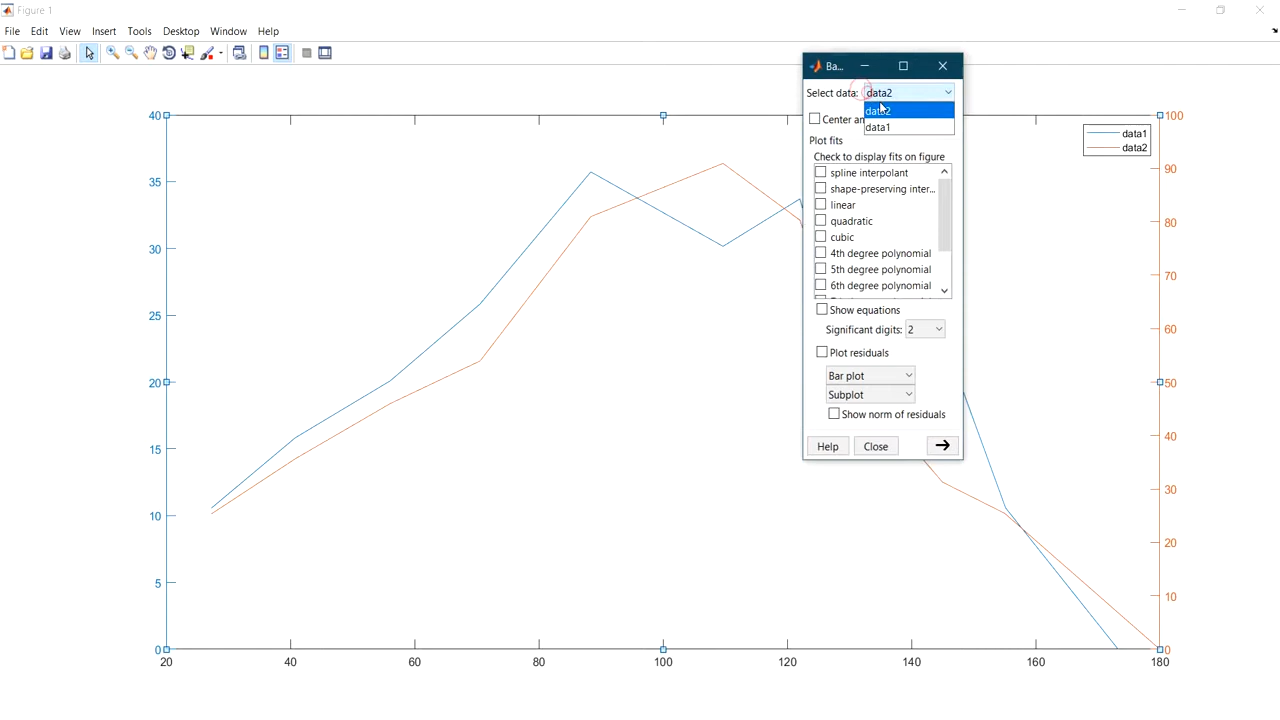 Figure 1
File Edit View Insert Tools Desktop Window Help
Ba...
Select data: data2
data2
data1
Center an
Plot fits
Check to display fits on figure
spline interpolant
shape-preserving inter...
linear
quadratic
cubic
4th degree polynomial
5th degree polynomial
6th degree polynomial
Show equations
Significant digits: 2
Plot residuals
Bar plot
Subplot
Show norm of residuals
Help Close
data1
data2
40
35
30
25
20
15
10
5
0
100
90
80
70
60
50
40
30
20
10
0
20 40 60 80 100 120 140 160 180